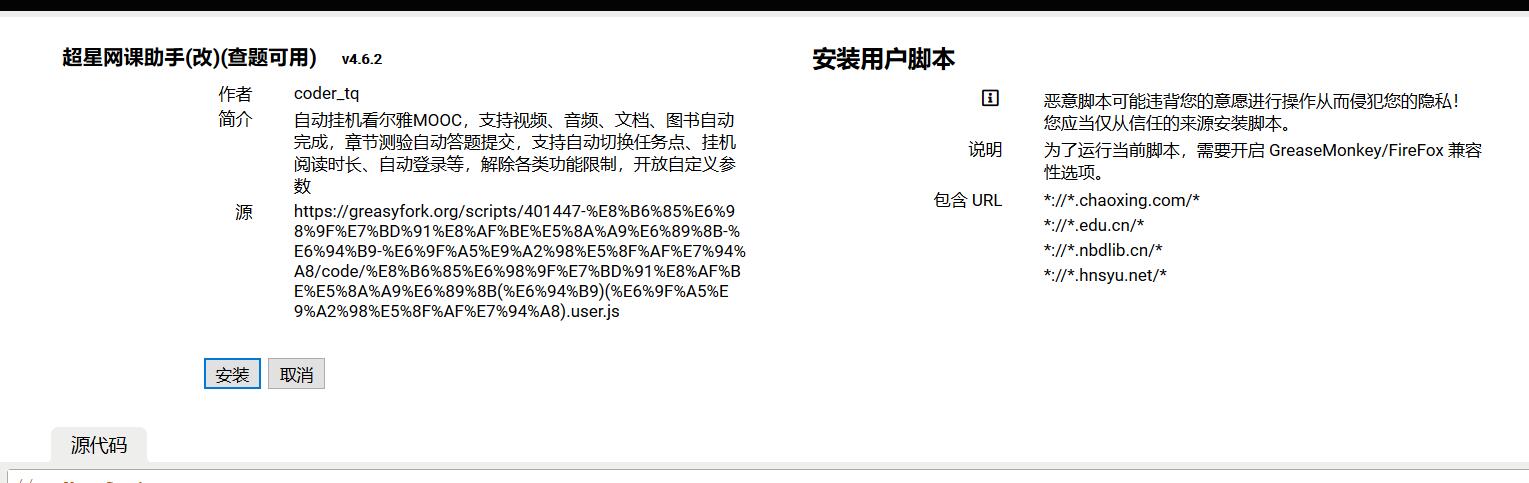 超星网课助手(改)(查题可用) v4.6.2
作者 coder_tq
简介 自动挂机看尔雅MOOC，支持视频、音频、文档、图书自动
完成，章节测验自动答题提交，支持自动切换任务点、挂机
阅读时长、自动登录等，解除各类功能限制，开放自定义参
数
源 https://greasyfork.org/scripts/401447-%E8%B6%85%E6%9
8%9F%E7%BD%91%E8%AF%BE%E5%8A%A9%E6%89%8B-%
E6%94%B9-%E6%9F%A5%E9%A2%98%E5%8F%AF%E7%94%
A8/code/%E8%B6%85%E6%98%9F%E7%BD%91%E8%AF%B
E%E5%8A%A9%E6%89%8B(%E6%94%B9)(%E6%9F%A5%E
9%A2%98%E5%8F%AF%E7%94%A8).user.js
安装 取消
安装用户脚本
恶意脚本可能违背您的意愿进行操作从而侵犯您的隐私！
您应当仅从信任的来源安装脚本。
说明 为了运行当前脚本，需要开启 GreaseMonkey/FireFox 兼容
性选项。
包含 URL *://*.chaoxing.com/*
*://*.edu.cn/*
*://*.nbdlib.cn/*
*://*.hnsyu.net/*
源代码